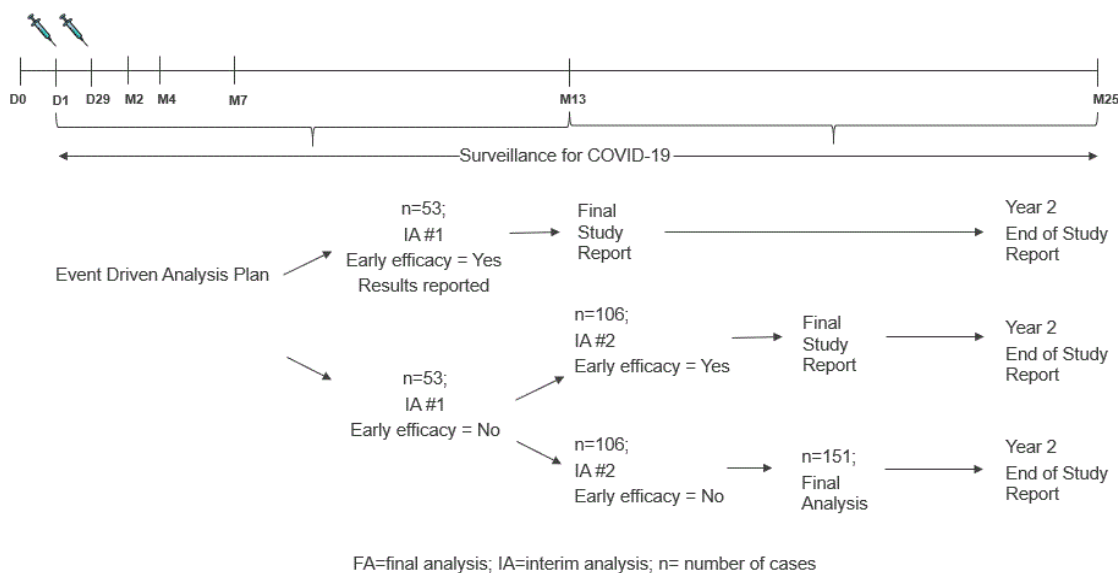 D0 D1 D29 M2 M4 M7 M13 M25
Surveillance for COVID-19
Event Driven Analysis Plan
n=53;
IA #1
Early efficacy = Yes
Results reported
Final
Study
Report
Year 2
End of Study
Report
n=53;
IA #1
Early efficacy = No
n=106;
IA #2
Early efficacy = Yes
Final
Study
Report
Year 2
End of Study
Report
n=106;
IA #2
Early efficacy = No
n=151;
Final
Analysis
Year 2
End of Study
Report
FA=final analysis; IA=interim analysis; n= number of cases